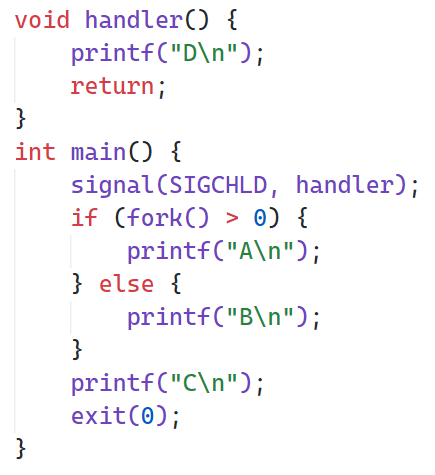 void handler() {
    printf("D\n");
    return;
}
int main() {
    signal(SIGCHLD, handler);
    if (fork() > 0) {
        printf("A\n");
    } else {
        printf("B\n");
    }
    printf("C\n");
    exit(0);
}